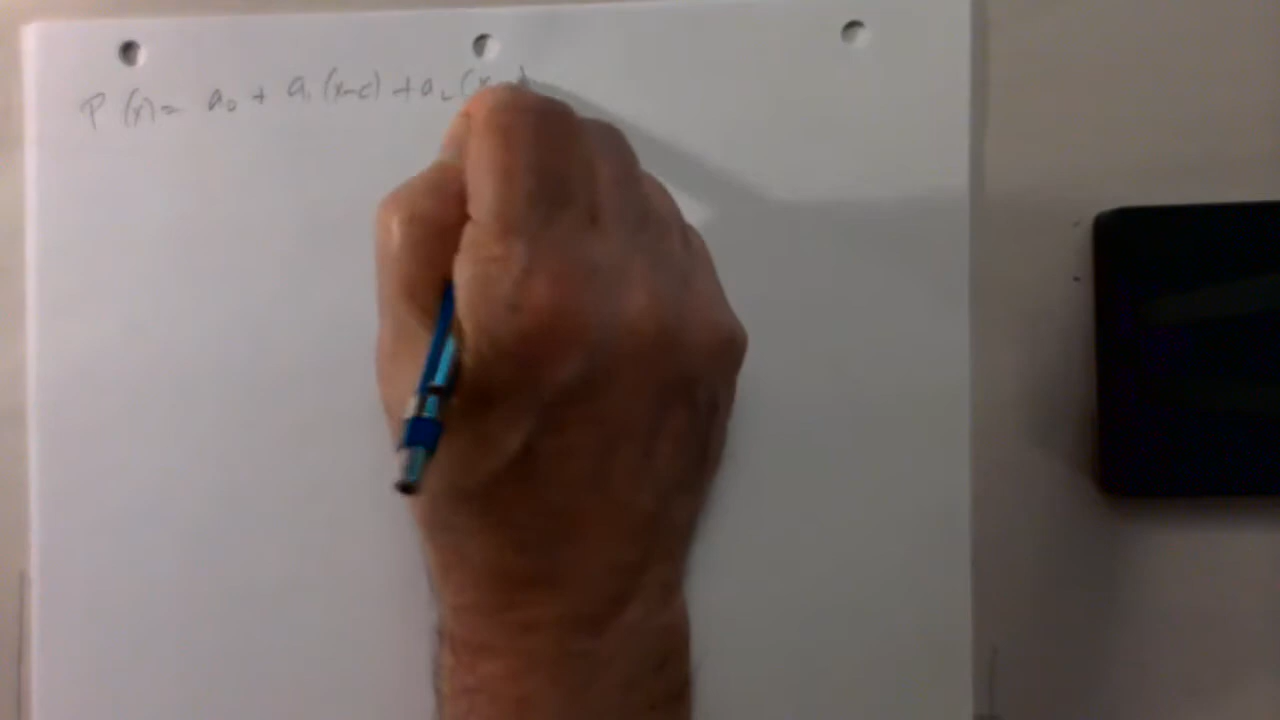 P (x) = a₀ + a₁ (x-c) + a₂ (x-